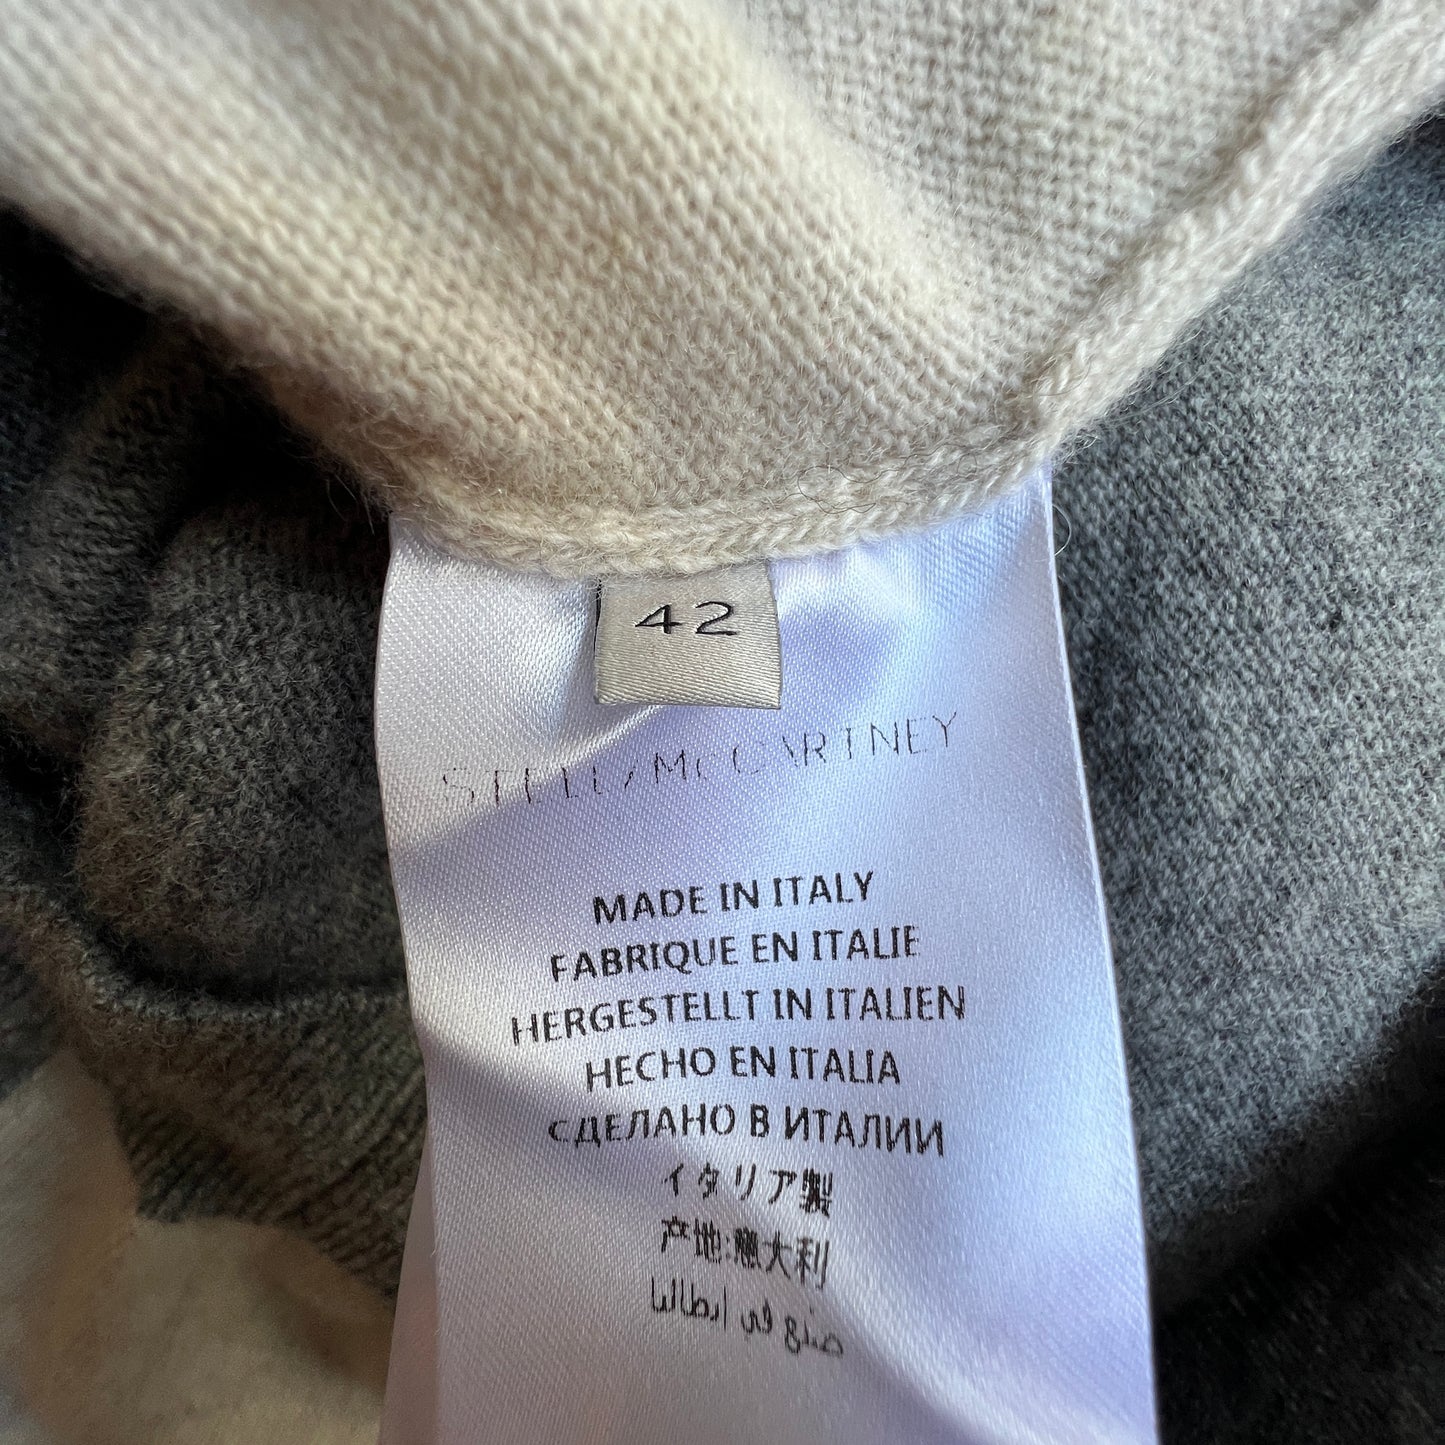 42
STELLA McCARTNEY
MADE IN ITALY
FABRIQUE EN ITALIE
HERGESTELLT IN ITALIEN
HECHO EN ITALIA
СДЕЛАНО В ИТАЛИИ
イタリア製
产地:意大利
صنع في ايطاليا